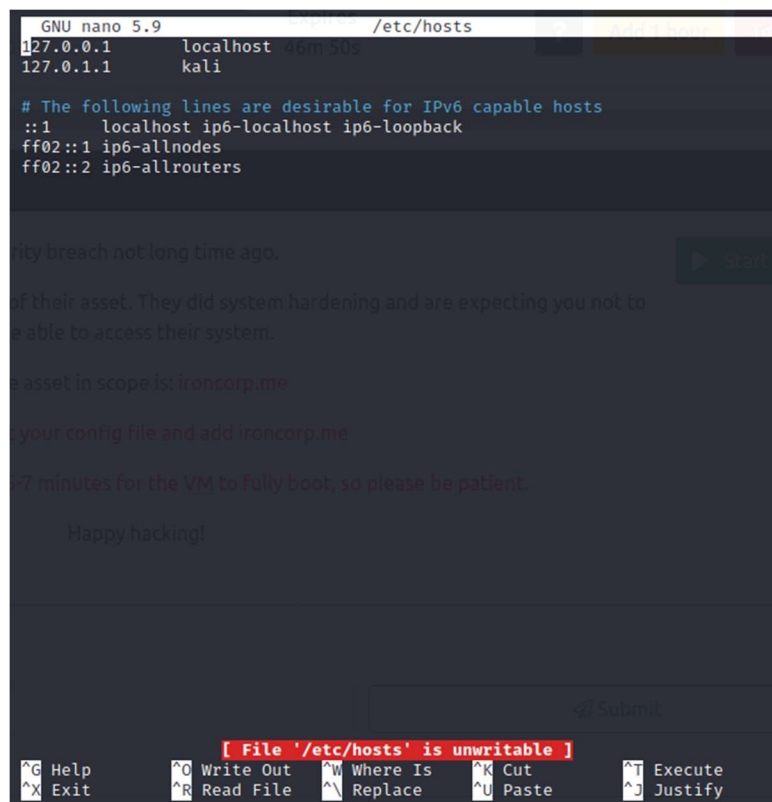 GNU nano 5.9 /etc/hosts
127.0.0.1 localhost
127.0.1.1 kali
# The following lines are desirable for IPv6 capable hosts
::1 localhost ip6-localhost ip6-loopback
ff02::1 ip6-allnodes
ff02::2 ip6-allrouters
Expires
46m 50s
Add 1 hour
rity breach not long time ago.
Start
of their asset. They did system hardening and are expecting you not to
e able to access their system.
e asset in scope is: ironcorp.me
t your config file and add ironcorp.me
-7 minutes for the VM to fully boot, so please be patient.
Happy hacking!
Submit
[ File '/etc/hosts' is unwritable ]
^G Help ^O Write Out ^W Where Is ^K Cut ^T Execute
^X Exit ^R Read File ^\ Replace ^U Paste ^J Justify